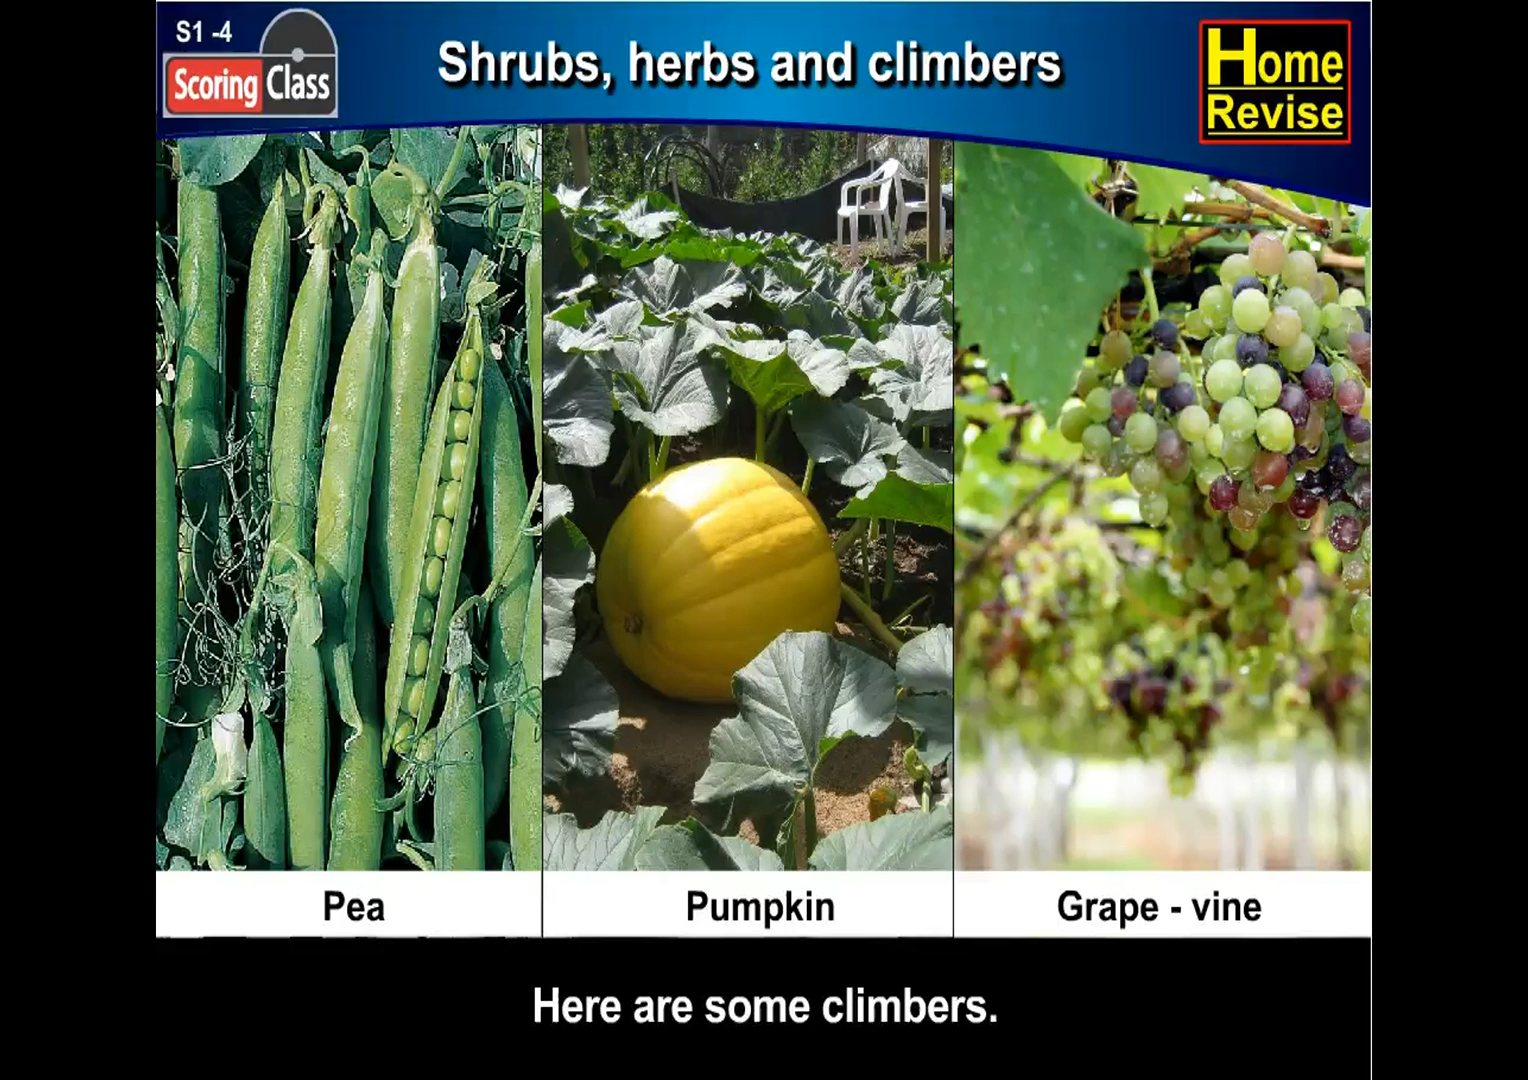 S1 -4
Scoring Class
Shrubs, herbs and climbers
Home
Revise
Pea
Pumpkin
Grape - vine
Here are some climbers.